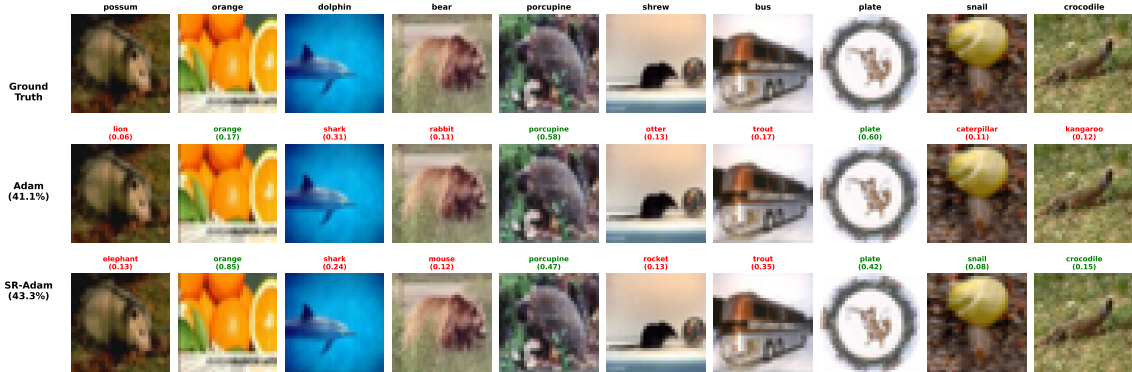 possum orange dolphin bear porcupine shrew bus plate snail crocodile
Ground
Truth
lion orange shark rabbit porcupine otter trout plate caterpillar kangaroo
(0.06) (0.17) (0.31) (0.11) (0.58) (0.13) (0.17) (0.60) (0.11) (0.12)
Adam
(41.1%)
elephant orange shark mouse porcupine rocket trout plate snail crocodile
(0.13) (0.85) (0.24) (0.12) (0.47) (0.13) (0.35) (0.42) (0.08) (0.15)
SR-Adam
(43.3%)